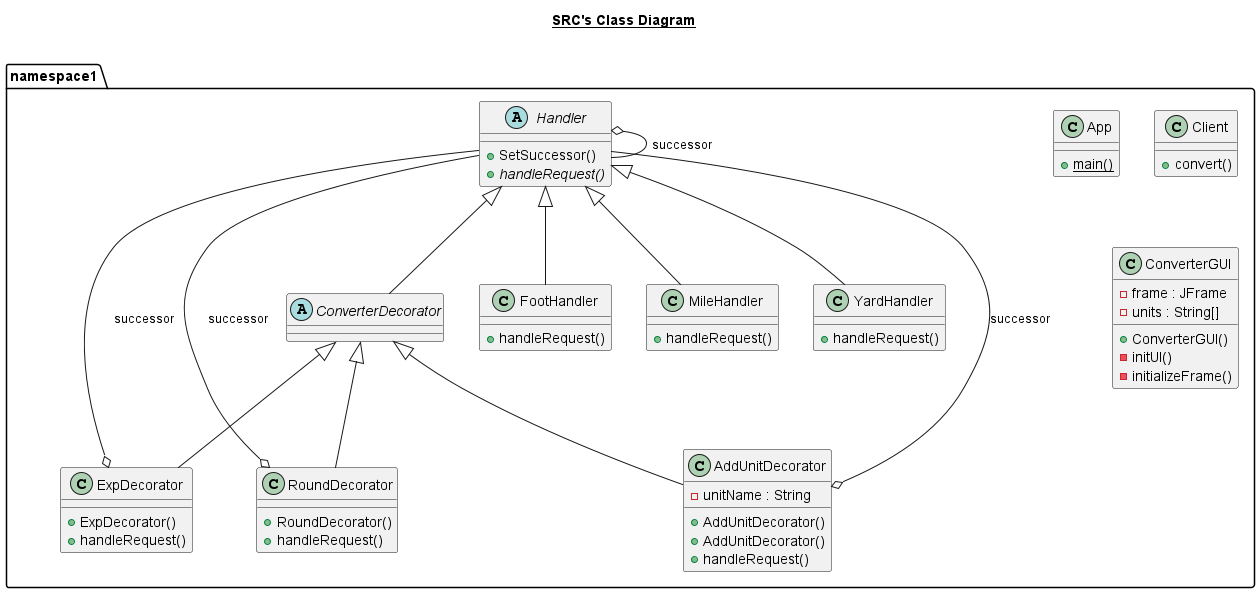 SRC's Class Diagram
namespace1
A Handler
SetSuccessor()
handleRequest()
successor
C App
main()
C Client
convert()
C ConverterGUI
frame : JFrame
units : String[]
ConverterGUI()
initUI()
initializeFrame()
A ConverterDecorator
C FootHandler
handleRequest()
C MileHandler
handleRequest()
C YardHandler
handleRequest()
successor
successor
successor
C ExpDecorator
ExpDecorator()
handleRequest()
C RoundDecorator
RoundDecorator()
handleRequest()
C AddUnitDecorator
unitName : String
AddUnitDecorator()
AddUnitDecorator()
handleRequest()